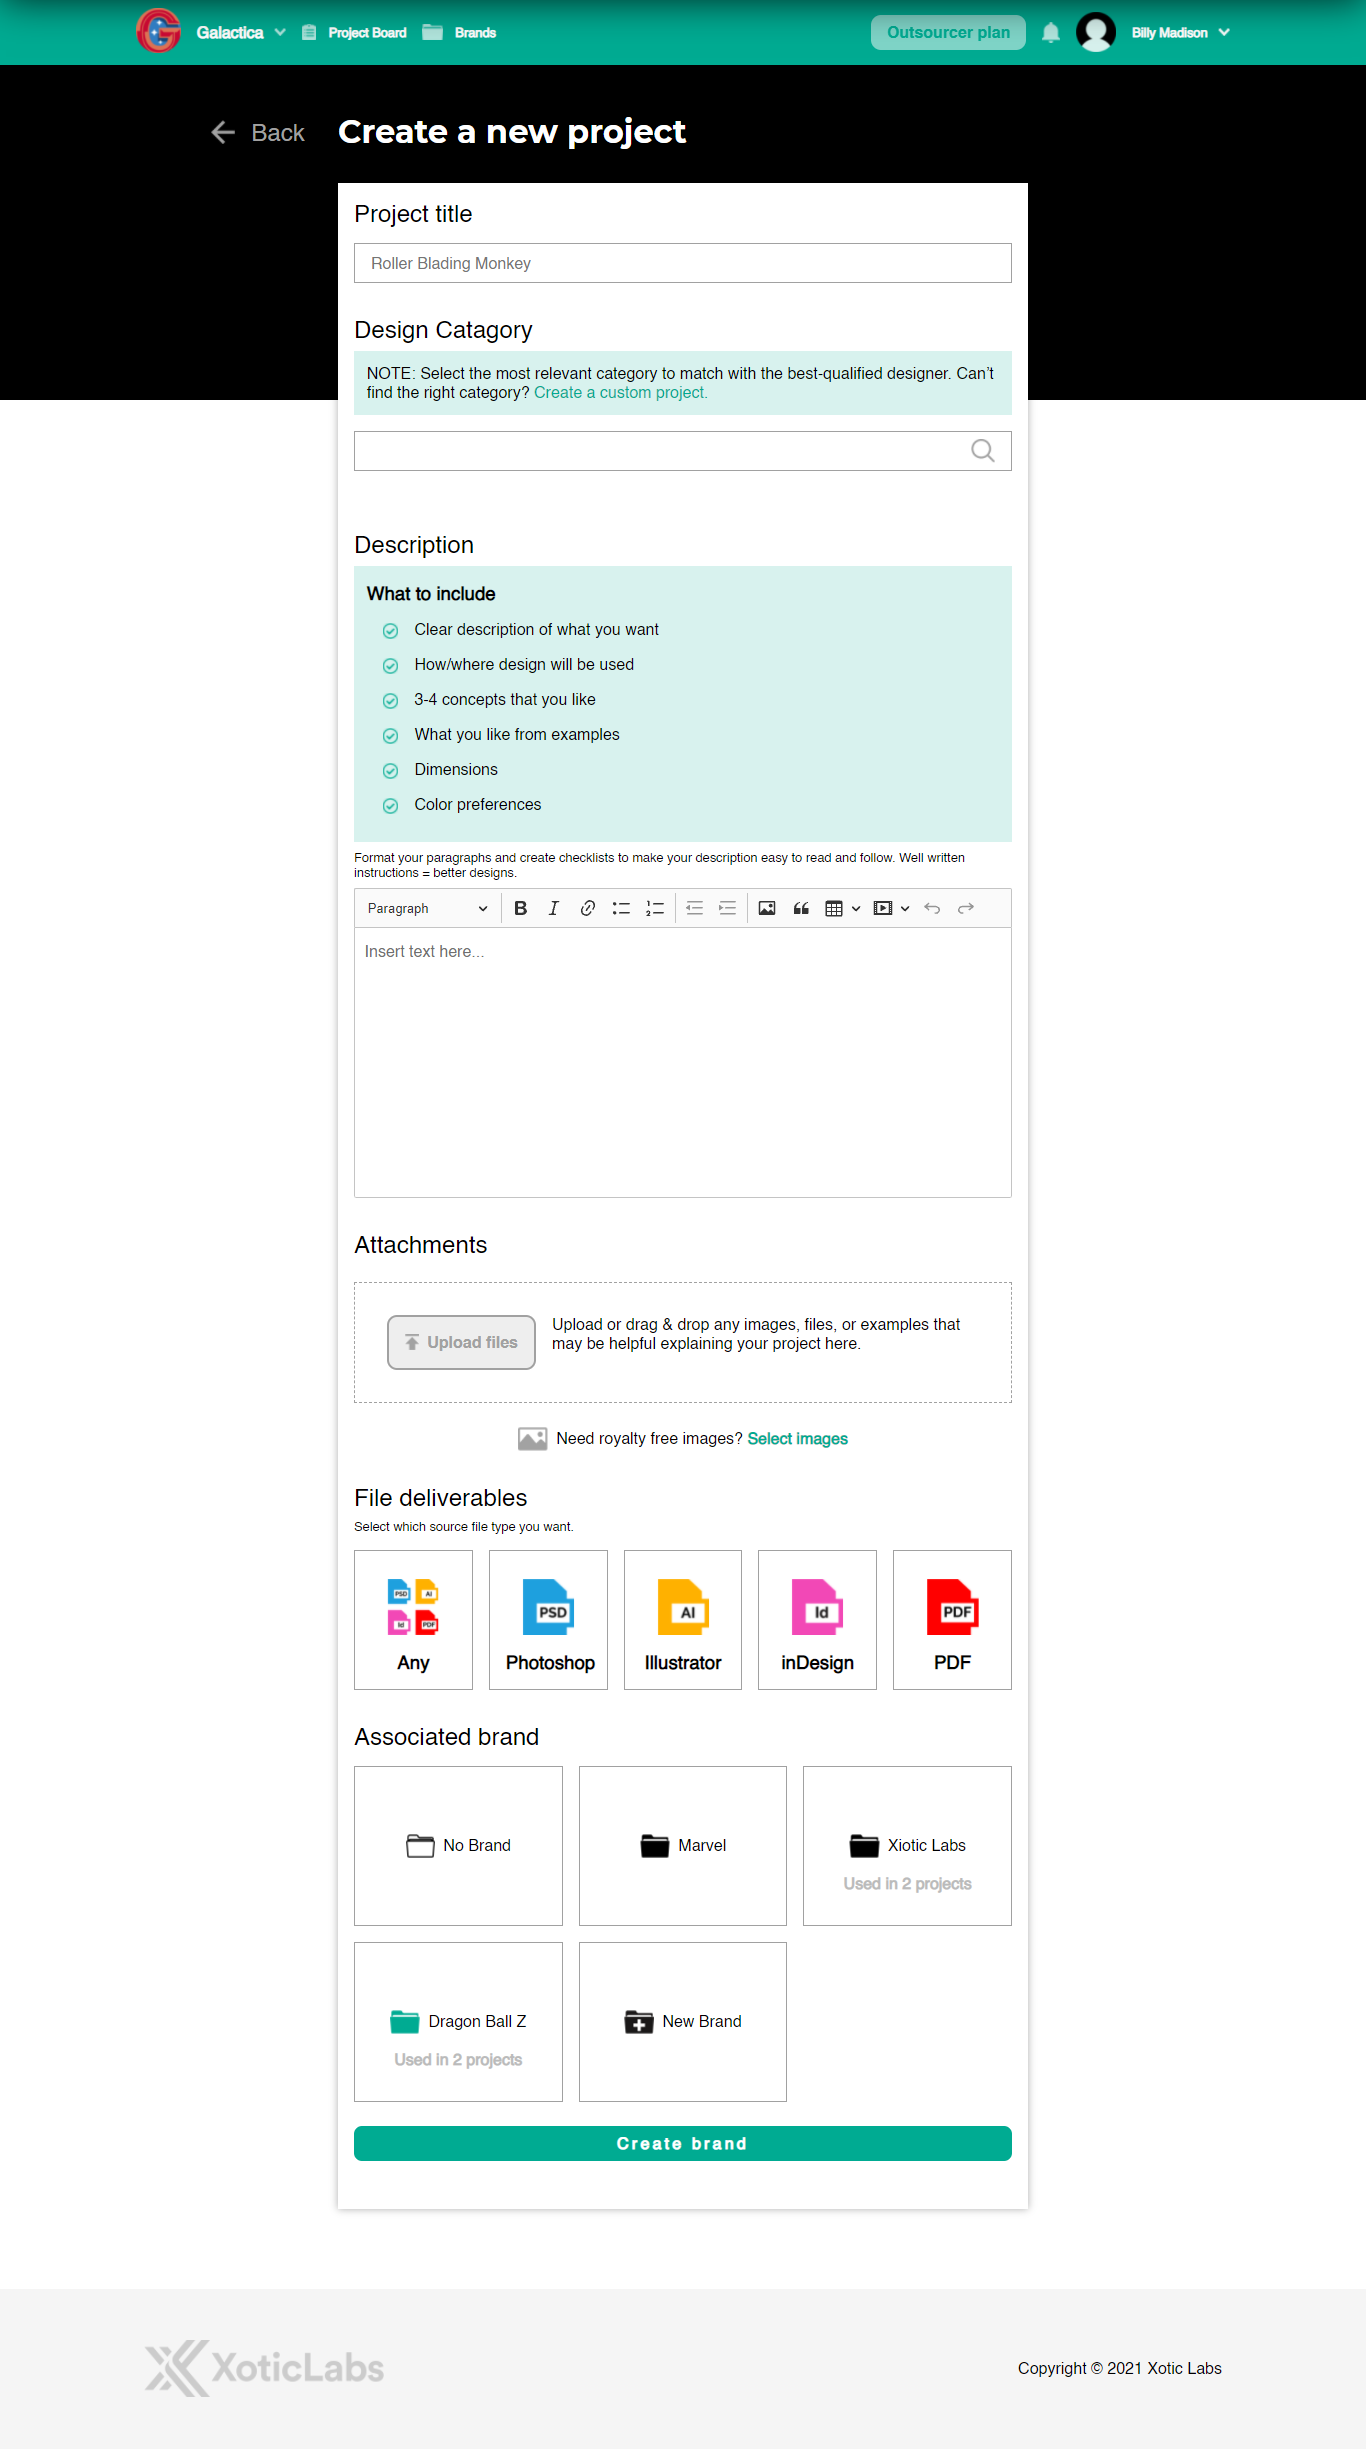 Galactica
Project Board
Brands
Outsourcer plan
Billy Madison
Back
Create a new project
Project title
Roller Blading Monkey
Design Catagory
NOTE: Select the most relevant category to match with the best-qualified designer. Can't
find the right category? Create a custom project.
Description
What to include
Clear description of what you want
How/where design will be used
3-4 concepts that you like
What you like from examples
Dimensions
Color preferences
Format your paragraphs and create checklists to make your description easy to read and follow. Well written
instructions = better designs.
Paragraph
Insert text here...
Attachments
Upload files
Upload or drag & drop any images, files, or examples that
may be helpful explaining your project here.
Need royalty free images? Select images
File deliverables
Select which source file type you want.
PSD AI
Id PDF
Any
PSD
Photoshop
AI
Illustrator
Id
inDesign
PDF
PDF
Associated brand
No Brand
Marvel
Xiotic Labs
Used in 2 projects
Dragon Ball Z
Used in 2 projects
New Brand
Create brand
XoticLabs
Copyright © 2021 Xotic Labs